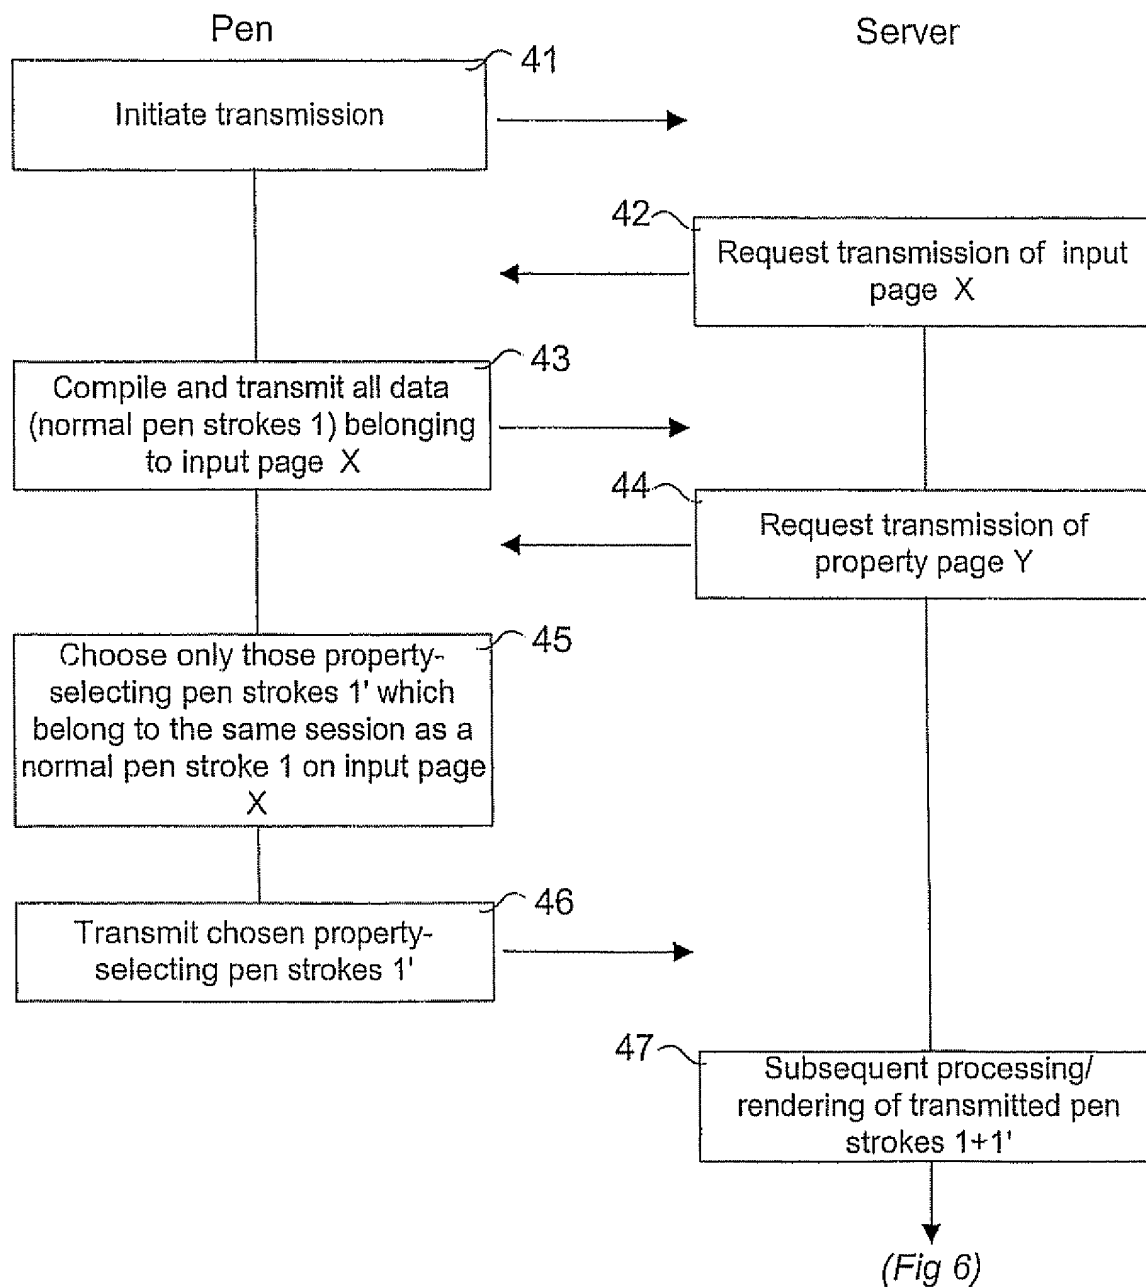 Pen
Server
41
Initiate transmission
42
Request transmission of input
page X
43
Compile and transmit all data
(normal pen strokes 1) belonging
to input page X
44
Request transmission of
property page Y
45
Choose only those property-
selecting pen strokes 1' which
belong to the same session as a
normal pen stroke 1 on input page
X
46
Transmit chosen property-
selecting pen strokes 1'
47
Subsequent processing/
rendering of transmitted pen
strokes 1+1'
(Fig 6)